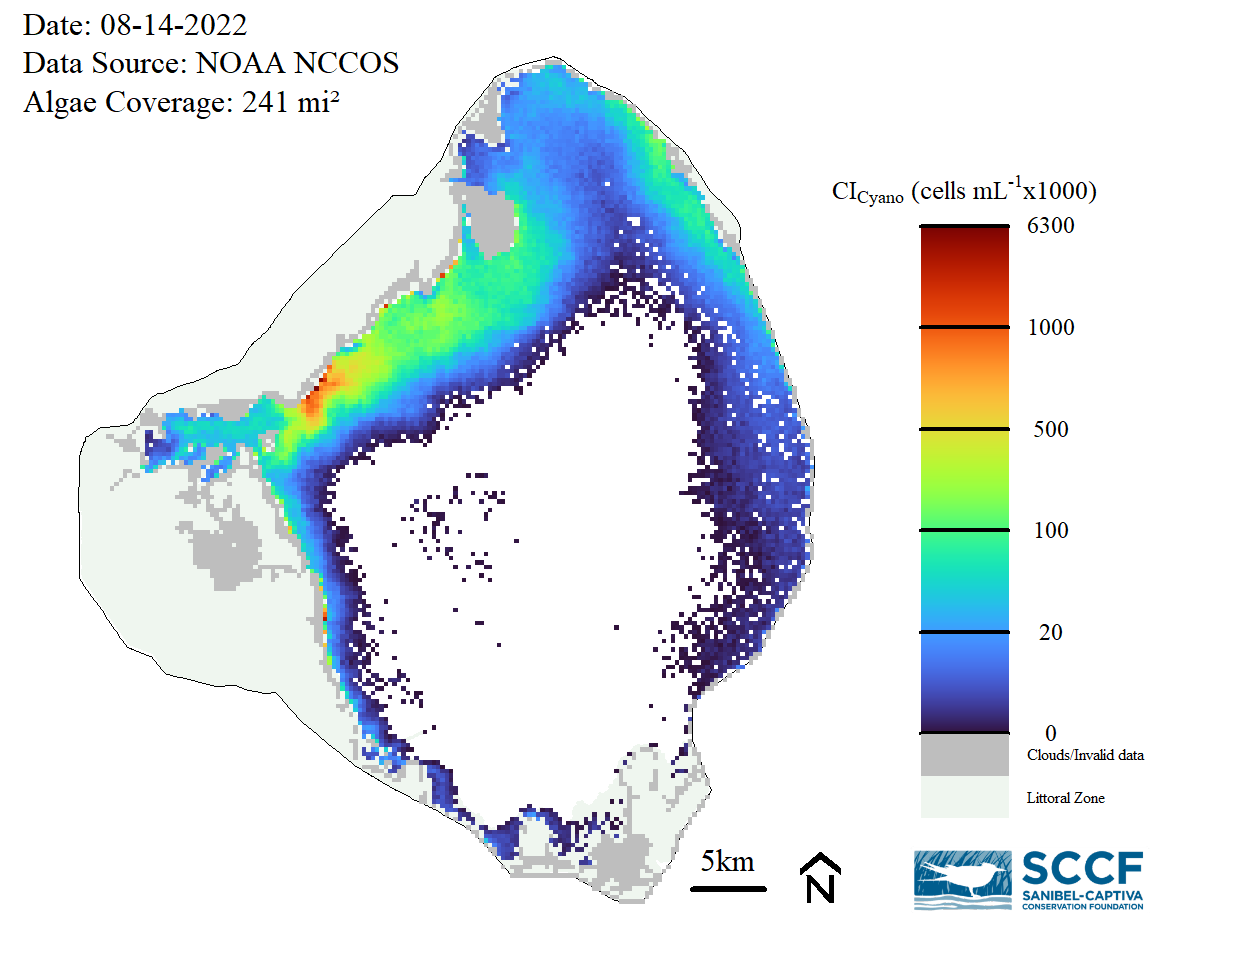 Date: 08-14-2022
Data Source: NOAA NCCOS
Algae Coverage: 241 mi²
CICyano (cells mL-1x1000)
6300
1000
500
100
20
0
Clouds/Invalid data
Littoral Zone
5km
N
SCCF
SANIBEL-CAPTIVA
CONSERVATION FOUNDATION